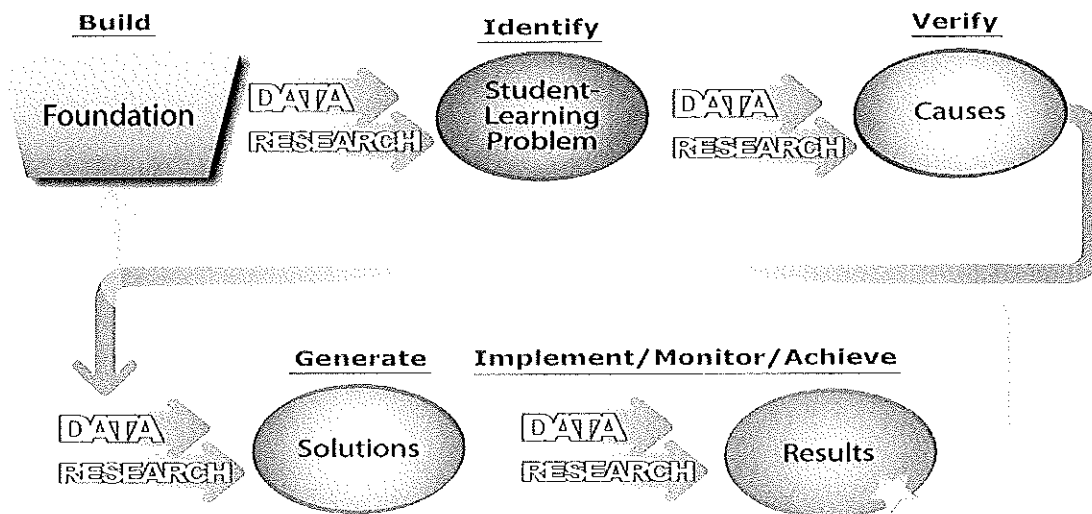 Build
Foundation
DATA
RESEARCH
Identify
Student-
Learning
Problem
DATA
RESEARCH
Verify
Causes
DATA
RESEARCH
Generate
Solutions
Implement/Monitor/Achieve
DATA
RESEARCH
Results